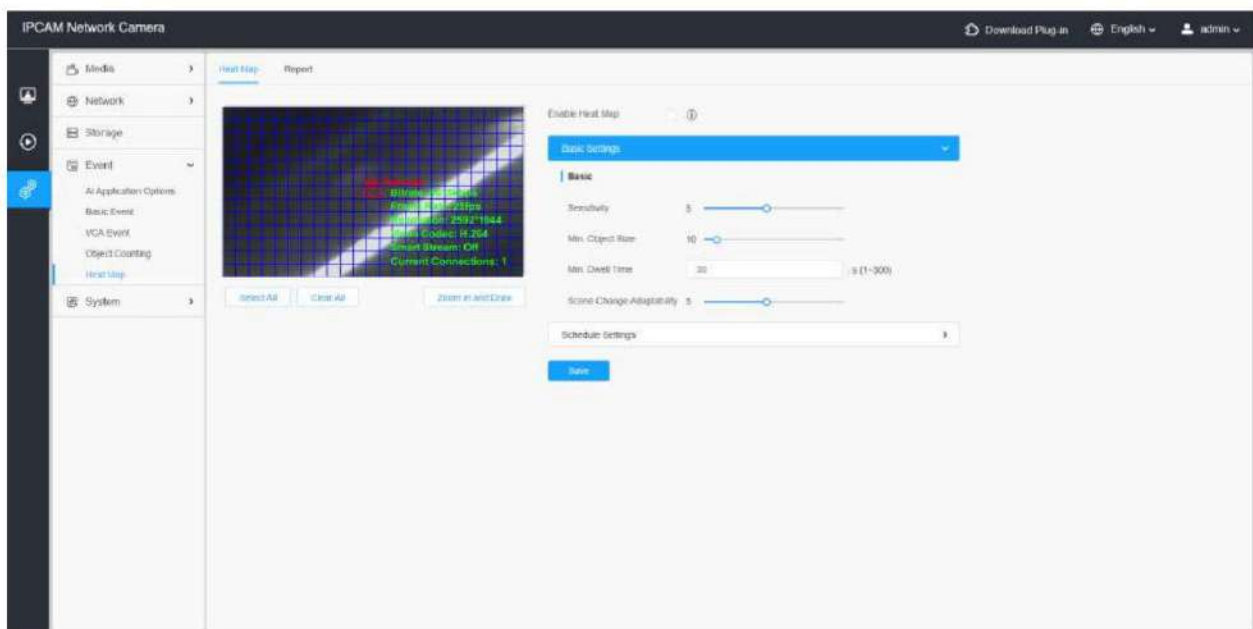 IPCAM Network Camera
Download Plug-in
English
admin
Media
Network
Storage
Event
AI Application Options
Basic Event
VCA Event
Object Counting
Heat Map
System
Heat Map
Report
Current Connections: 1
Select All
Clear All
Zoom in and Draw
Enable Heat Map
Basic Settings
Basic
Sensitivity 5
Min. Object Size 10
Min. Dwell Time s (1~300)
Scene Change Adaptability 5
Schedule Settings
Save